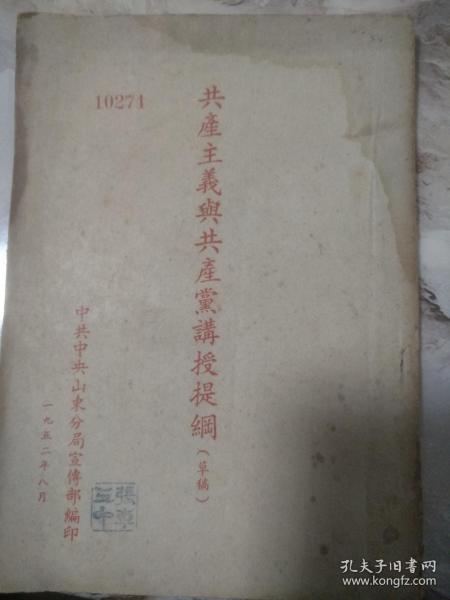 10271
共產主義與共產黨講授提綱(草稿)
中共中央山東分局宣傳部編印
一九五二年八月
孔夫子旧书网
www.kongfz.com